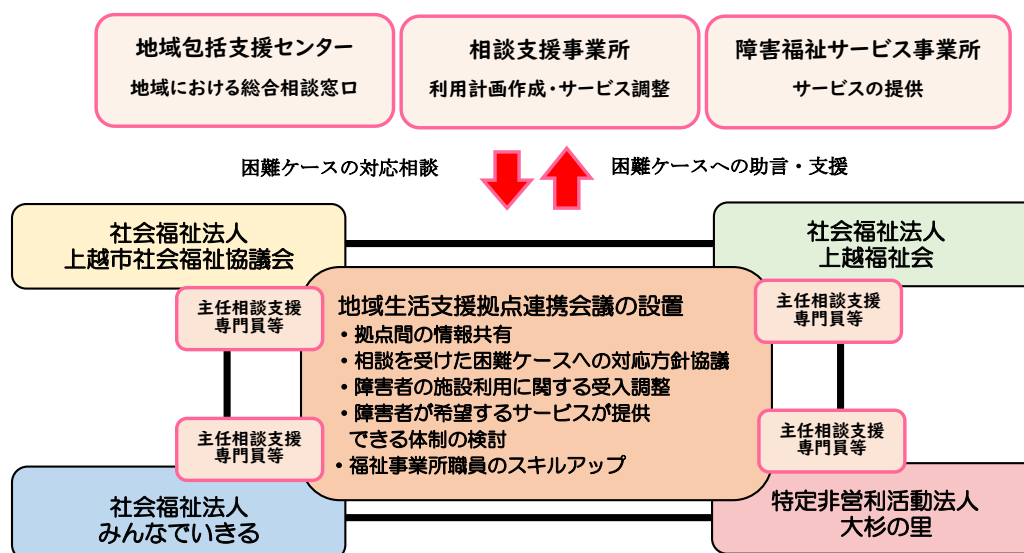 地域包括支援センター
地域における総合相談窓口
相談支援事業所
利用計画作成・サービス調整
障害福祉サービス事業所
サービスの提供
困難ケースの対応相談
困難ケースへの助言・支援
社会福祉法人
上越市社会福祉協議会
社会福祉法人
上越福祉会
主任相談支援
専門員等
主任相談支援
専門員等
地域生活支援拠点連携会議の設置
・拠点間の情報共有
・相談を受けた困難ケースへの対応方針協議
・障害者の施設利用に関する受入調整
・障害者が希望するサービスが提供
できる体制の検討
・福祉事業所職員のスキルアップ
主任相談支援
専門員等
主任相談支援
専門員等
社会福祉法人
みんなでいきる
特定非営利活動法人
大杉の里